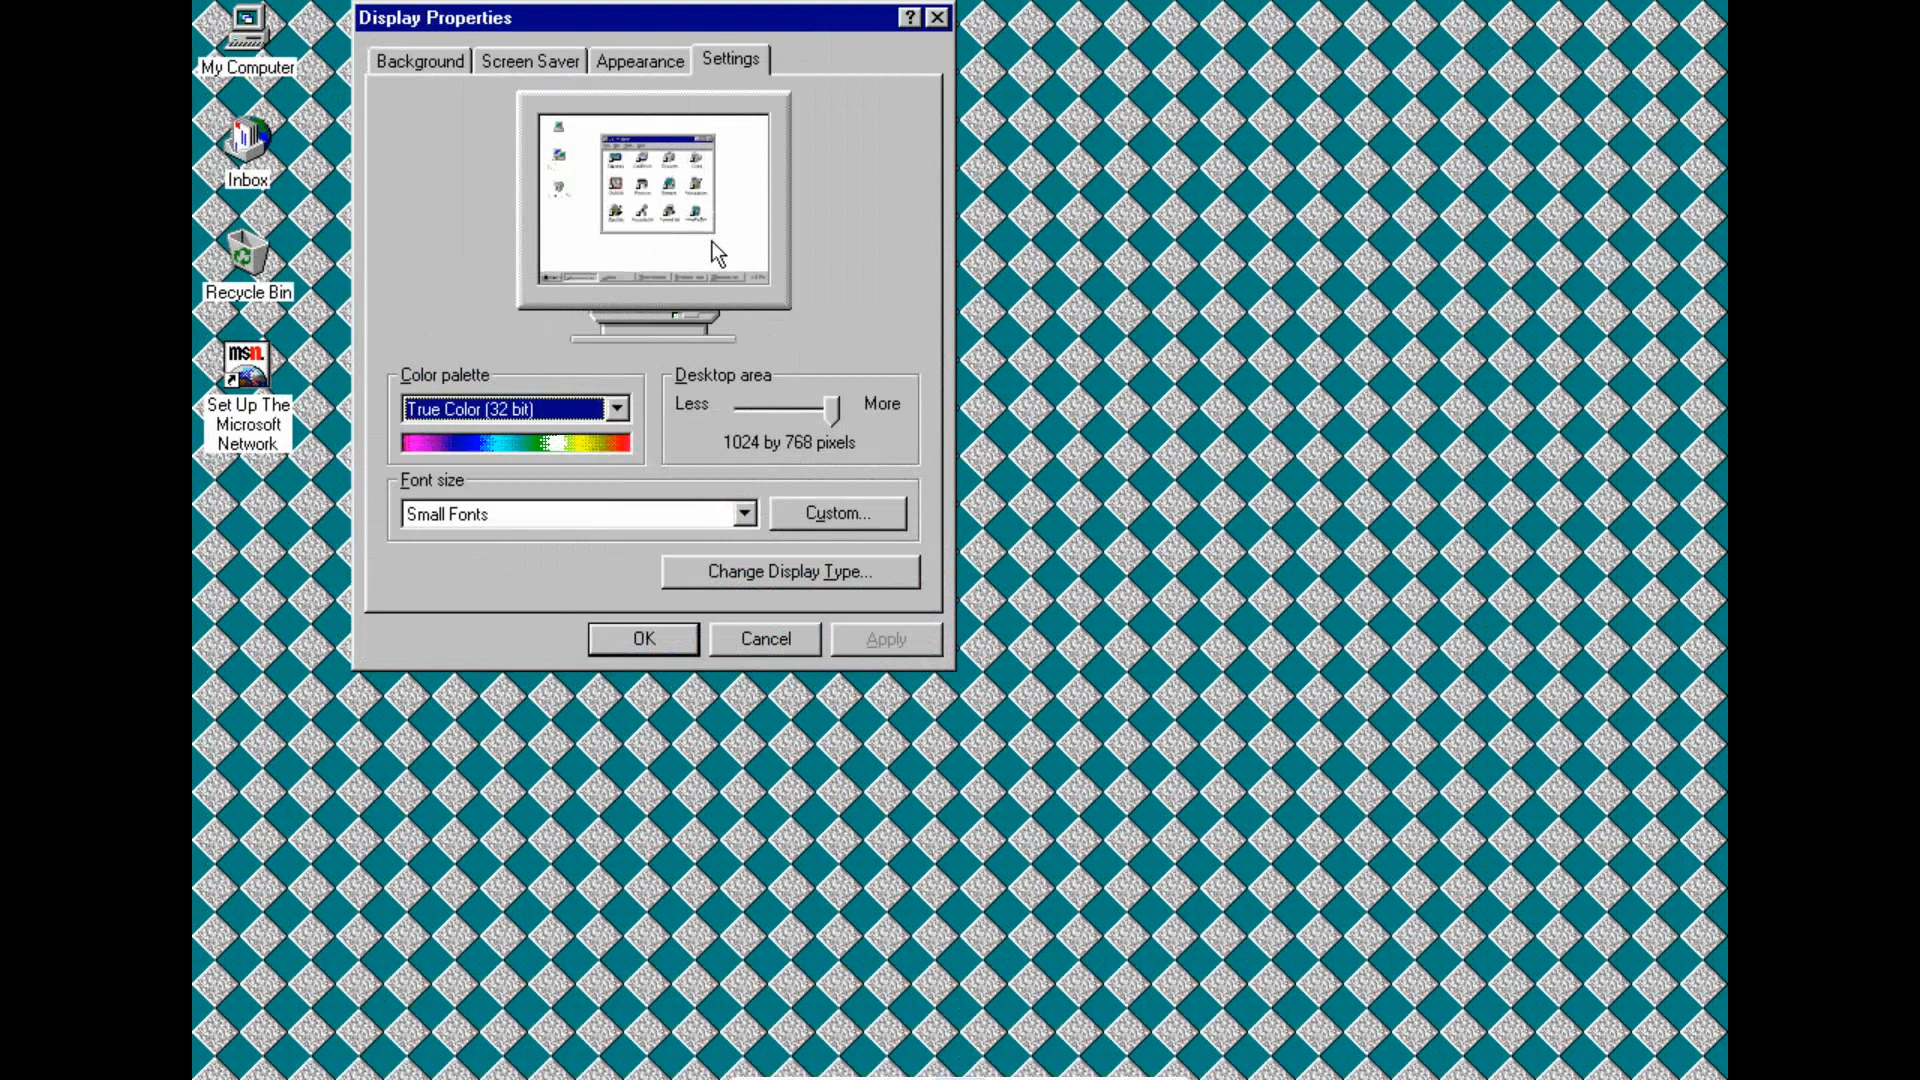 Display Properties
My Computer
Background
Screen Saver
Appearance
Settings
Inbox
Recycle Bin
msn.
Set Up The
Microsoft
Network
Color palette
True Color (32 bit)
Desktop area
Less
More
1024 by 768 pixels
Font size
Small Fonts
Custom...
Change Display Type...
OK
Cancel
Apply